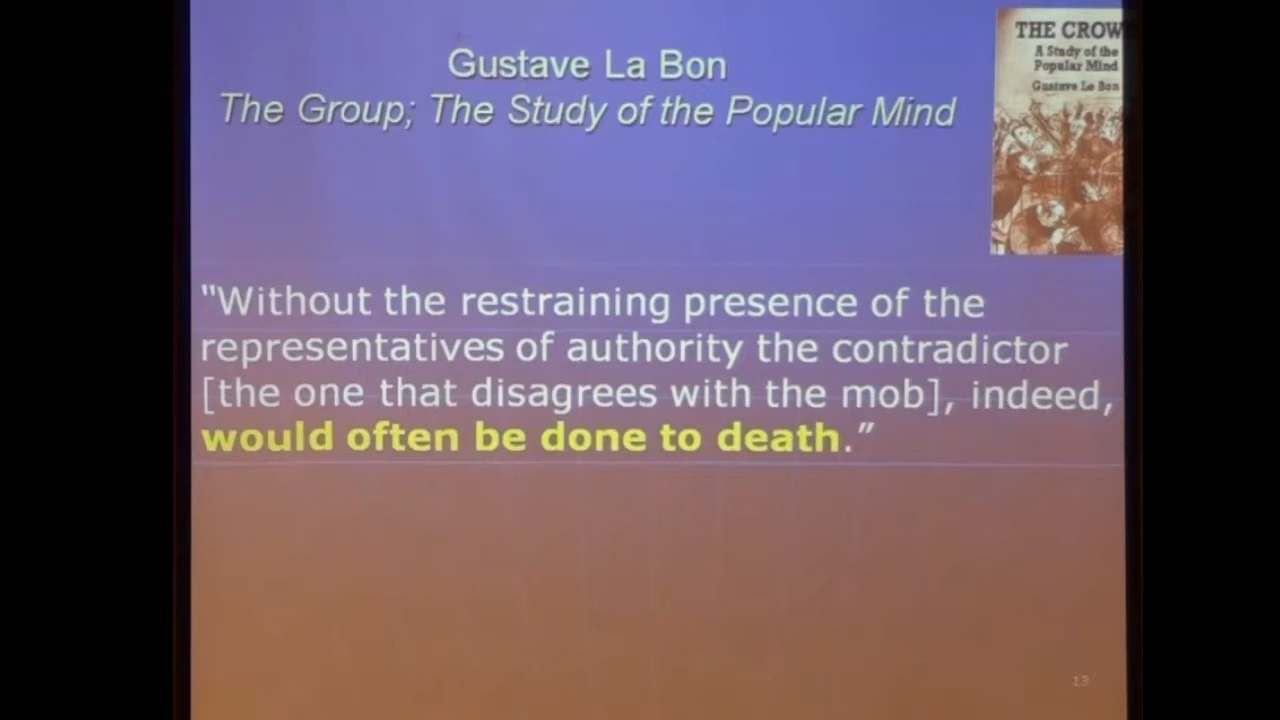 Gustave La Bon
The Group; The Study of the Popular Mind
THE CROW
A Study of the
Popular Mind
Gustave Le Bon
"Without the restraining presence of the
representatives of authority the contradictor
[the one that disagrees with the mob], indeed,
would often be done to death."
13